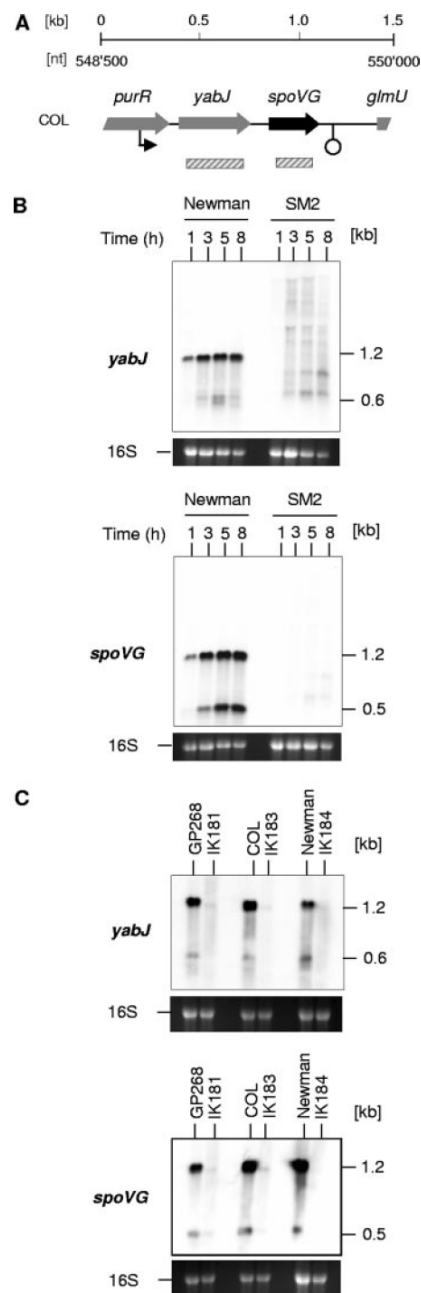 A
[kb] 0 0.5 1.0 1.5
[nt] 548'500 550'000
purR yabJ spoVG glmU
COL
B
Newman SM2
Time (h) 1 3 5 8 1 3 5 8 [kb]
yabJ
1.2
0.6
16S
Newman SM2
Time (h) 1 3 5 8 1 3 5 8 [kb]
spoVG
1.2
0.5
16S
C
GP268 IK181 COL IK183 Newman IK184 [kb]
yabJ
1.2
0.6
16S
GP268 IK181 COL IK183 Newman IK184 [kb]
spoVG
1.2
0.5
16S